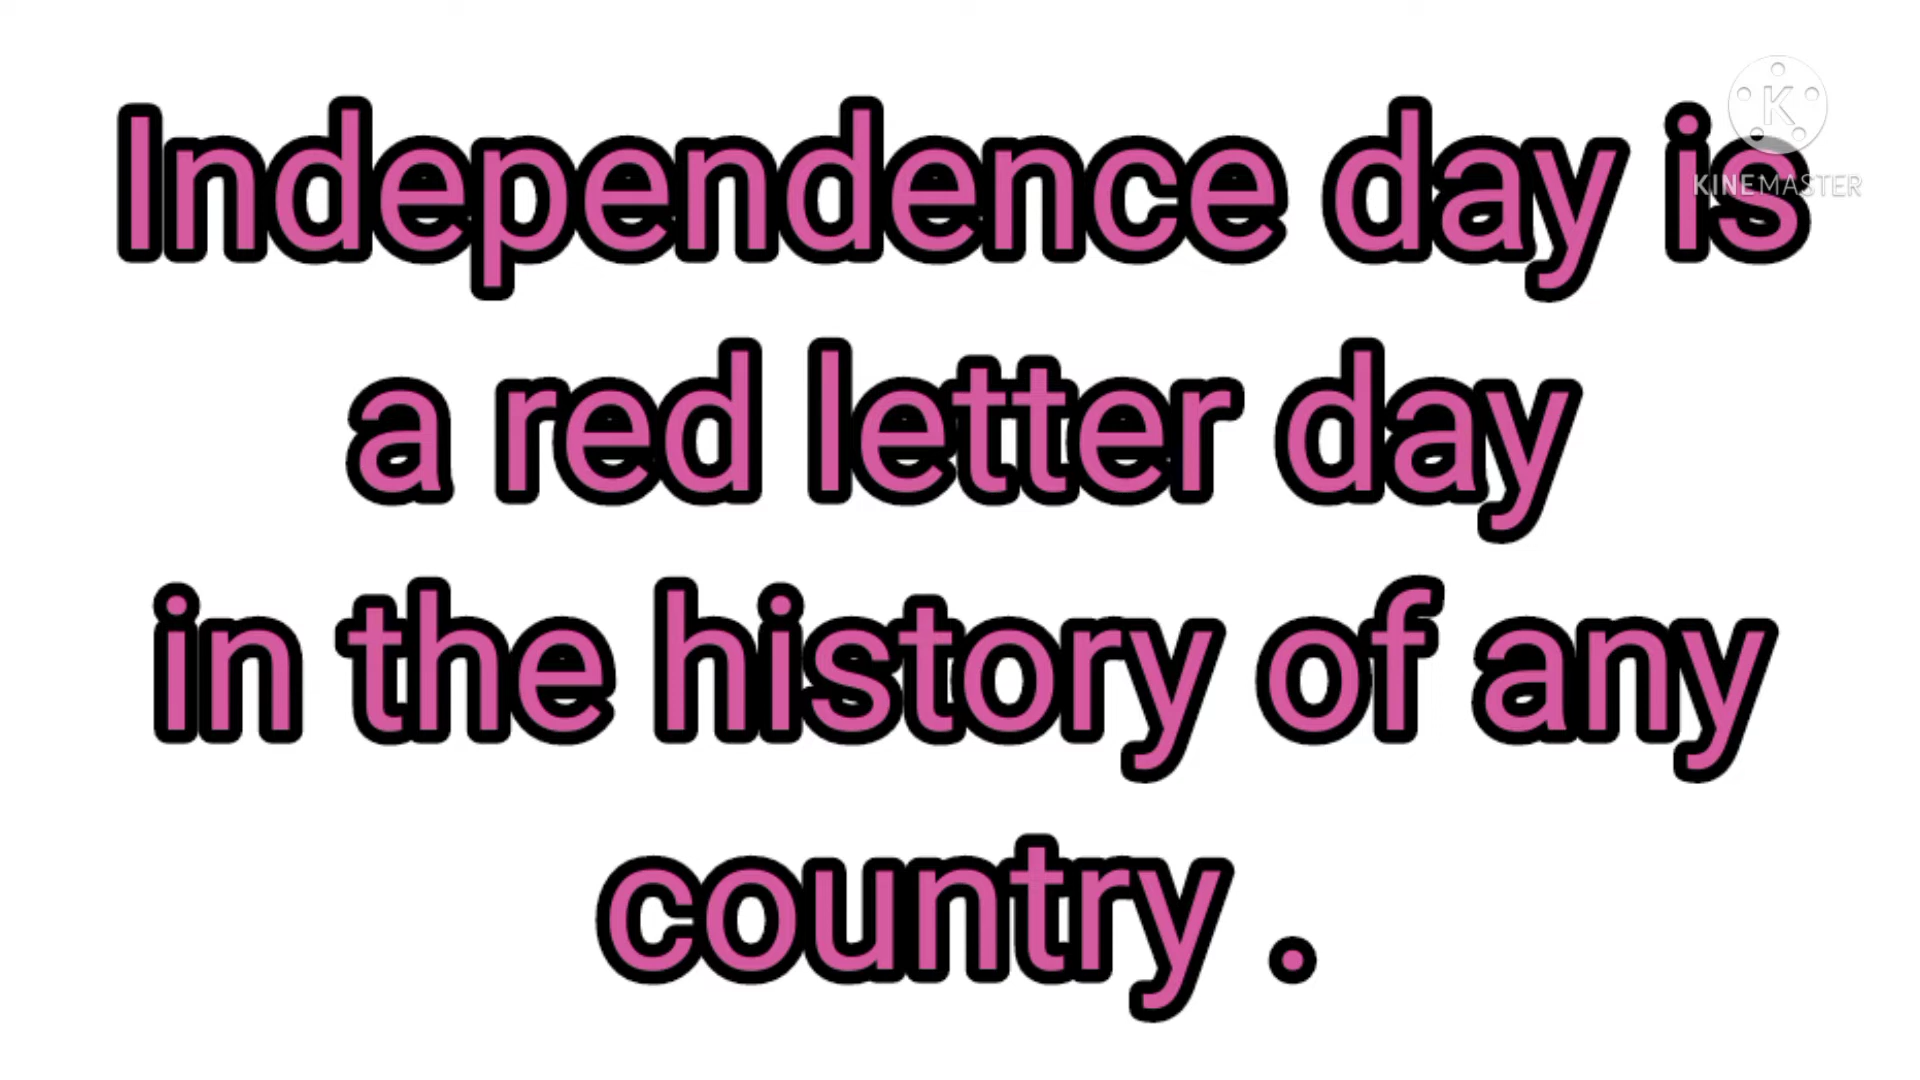 Independence day is
K
KINEMASTER
a red letter day
in the history of any
country .